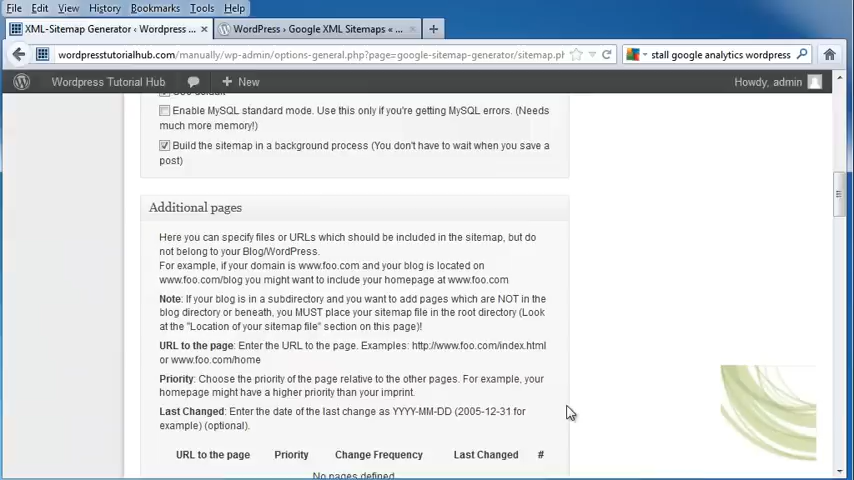 File Edit View History Bookmarks Tools Help
XML-Sitemap Generator ‹ Wordpress ... × WordPress › Google XML Sitemaps « ... × +
wordpresstutorialhub.com/manually/wp-admin/options-general.php?page=google-sitemap-generator/sitemap.ph
stall google analytics wordpress
Wordpress Tutorial Hub + New Howdy, admin
Use default
Enable MySQL standard mode. Use this only if you're getting MySQL errors. (Needs
much more memory!)
Build the sitemap in a background process (You don't have to wait when you save a
post)
Additional pages
Here you can specify files or URLs which should be included in the sitemap, but do
not belong to your Blog/WordPress.
For example, if your domain is www.foo.com and your blog is located on
www.foo.com/blog you might want to include your homepage at www.foo.com
Note: If your blog is in a subdirectory and you want to add pages which are NOT in the
blog directory or beneath, you MUST place your sitemap file in the root directory (Look
at the "Location of your sitemap file" section on this page)!
URL to the page: Enter the URL to the page. Examples: http://www.foo.com/index.html
or www.foo.com/home
Priority: Choose the priority of the page relative to the other pages. For example, your
homepage might have a higher priority than your imprint.
Last Changed: Enter the date of the last change as YYYY-MM-DD (2005-12-31 for
example) (optional).
URL to the page Priority Change Frequency Last Changed #
No pages defined.